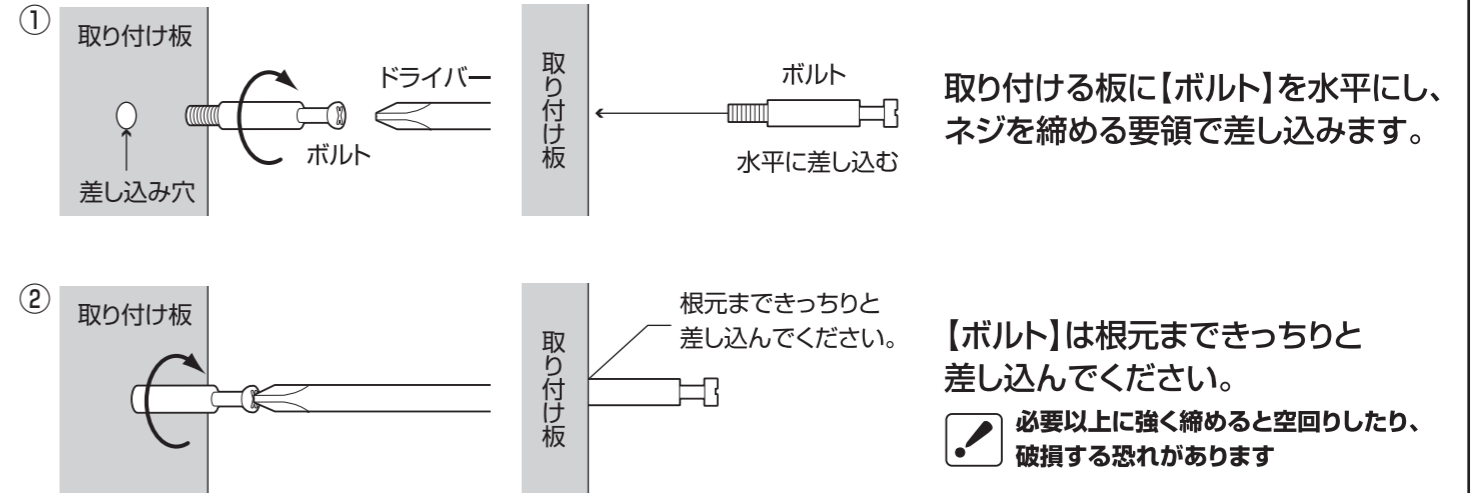 ①
取り付け板
ドライバー
ボルト
差し込み穴
取り付け板
ボルト
水平に差し込む
取り付ける板に【ボルト】を水平にし、
ネジを締める要領で差し込みます。
②
取り付け板
取り付け板
根元まできっちりと
差し込んでください。
【ボルト】は根元まできっちりと
差し込んでください。
必要以上に強く締めると空回りしたり、
破損する恐れがあります